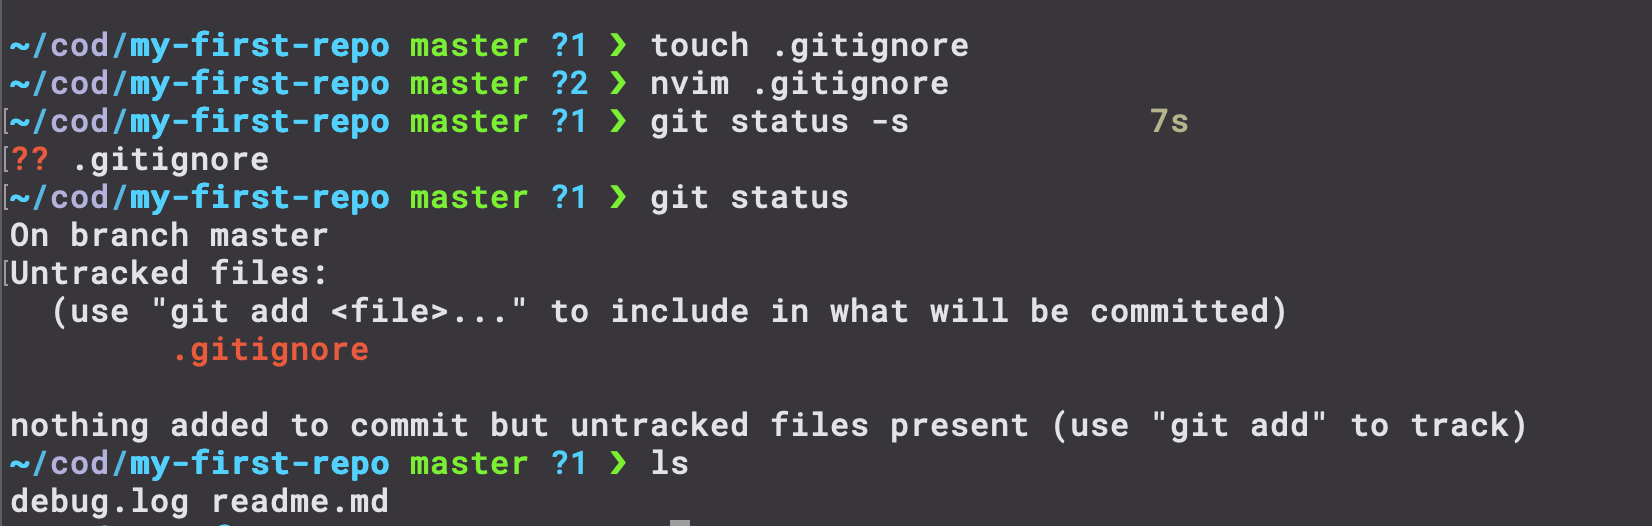 ~/cod/my-first-repo master ?1 ❯ touch .gitignore
~/cod/my-first-repo master ?2 ❯ nvim .gitignore
~/cod/my-first-repo master ?1 ❯ git status -s 7s
?? .gitignore
~/cod/my-first-repo master ?1 ❯ git status
On branch master
Untracked files:
  (use "git add <file>..." to include in what will be committed)
        .gitignore

nothing added to commit but untracked files present (use "git add" to track)
~/cod/my-first-repo master ?1 ❯ ls
debug.log readme.md